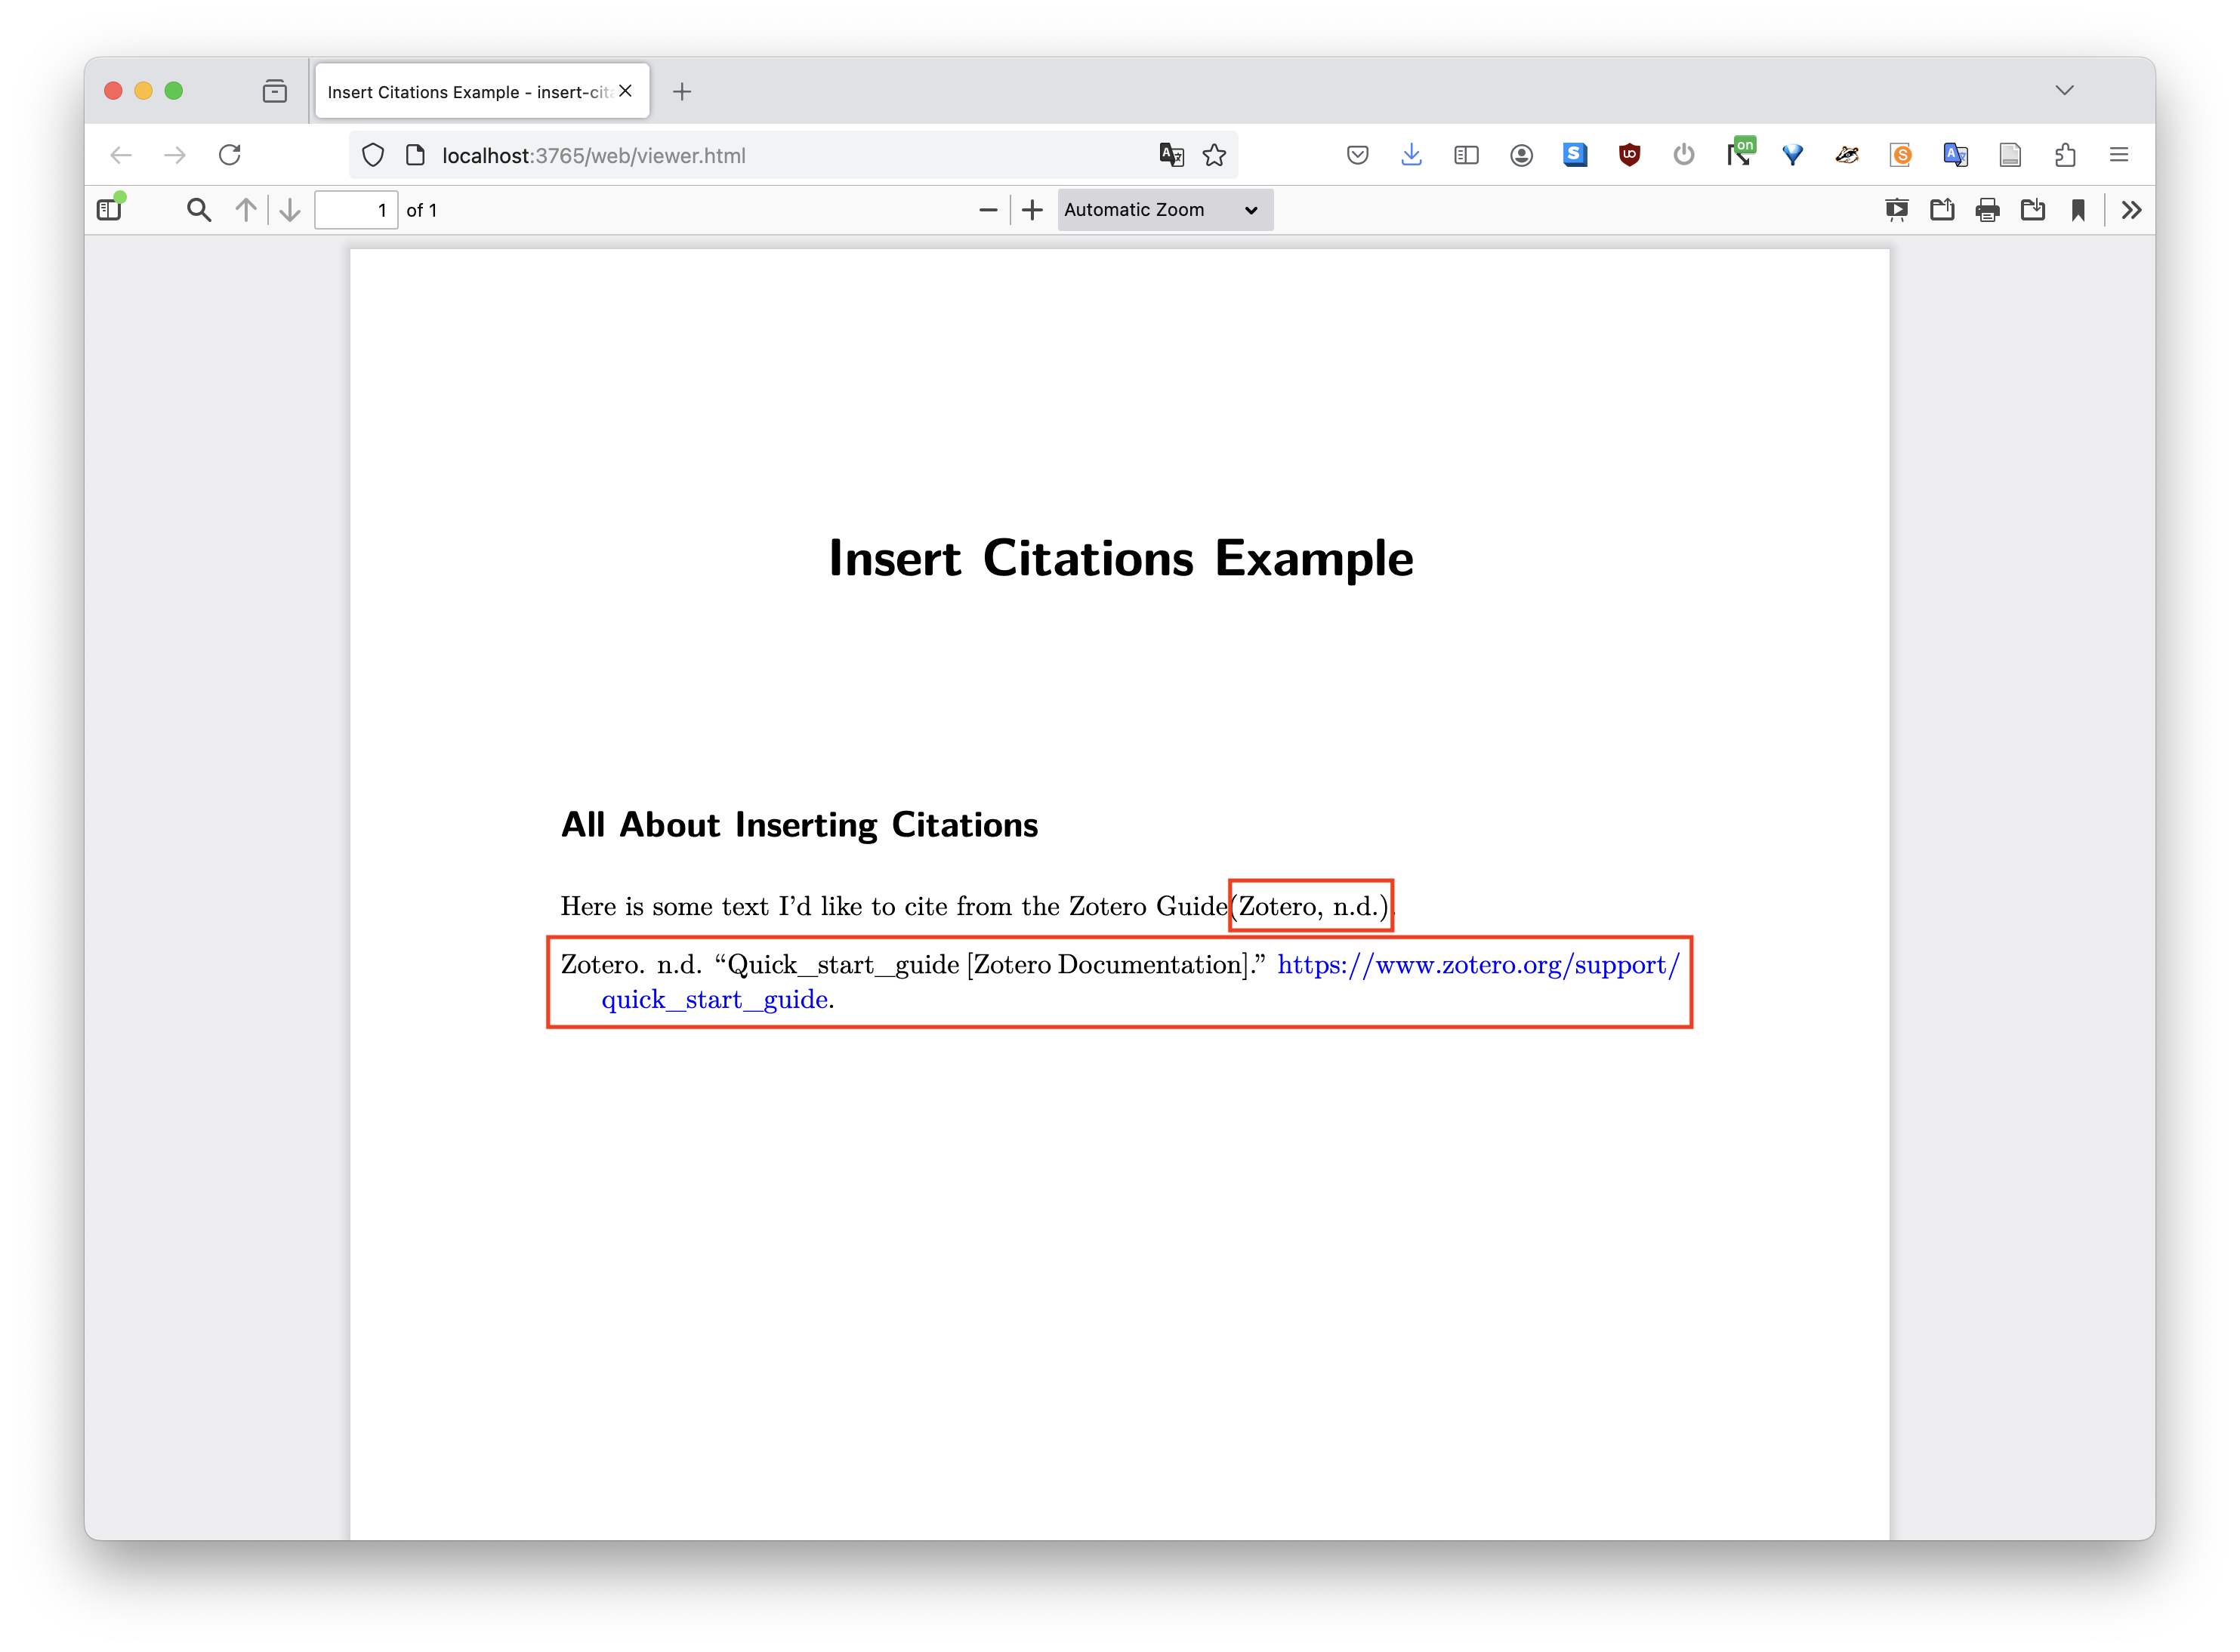 Insert Citations Example - insert-cit
localhost:3765/web/viewer.html
on
1 of 1
Automatic Zoom
Insert Citations Example
All About Inserting Citations
Here is some text I’d like to cite from the Zotero Guide(Zotero, n.d.).
Zotero. n.d. “Quick_start_guide [Zotero Documentation].” https://www.zotero.org/support/
quick_start_guide.